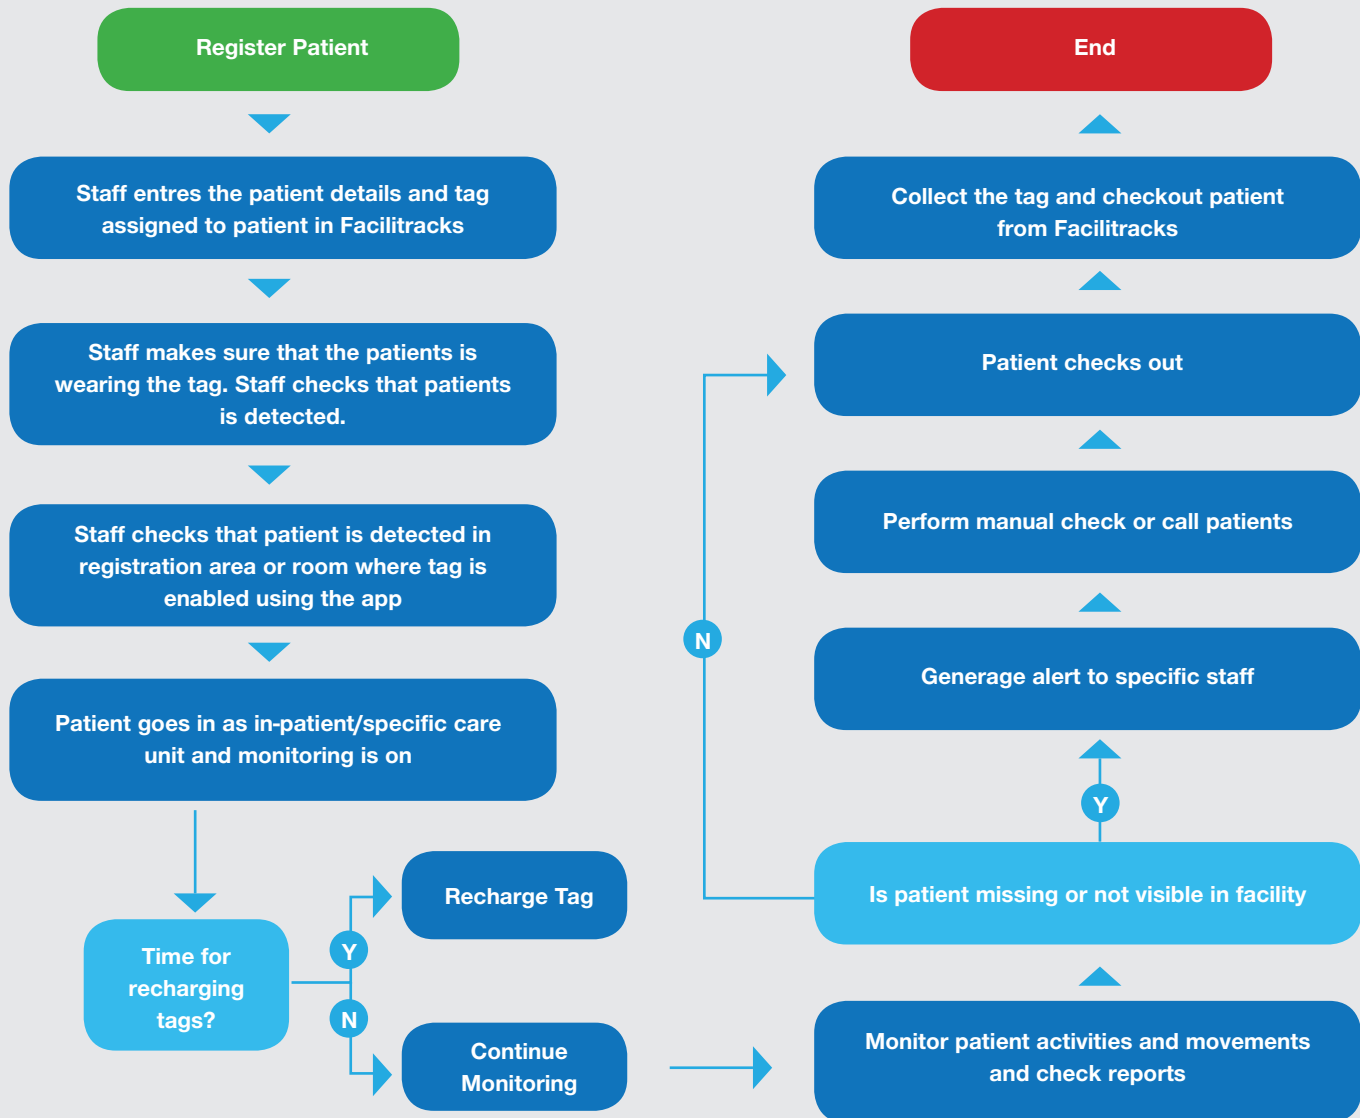 Register Patient
Staff entres the patient details and tag
assigned to patient in Facilitracks
Staff makes sure that the patients is
wearing the tag. Staff checks that patients
is detected.
Staff checks that patient is detected in
registration area or room where tag is
enabled using the app
Patient goes in as in-patient/specific care
unit and monitoring is on
Time for
recharging
tags?
Y
N
Recharge Tag
Continue
Monitoring
Monitor patient activities and movements
and check reports
Is patient missing or not visible in facility
Y
N
Generage alert to specific staff
Perform manual check or call patients
Patient checks out
Collect the tag and checkout patient
from Facilitracks
End